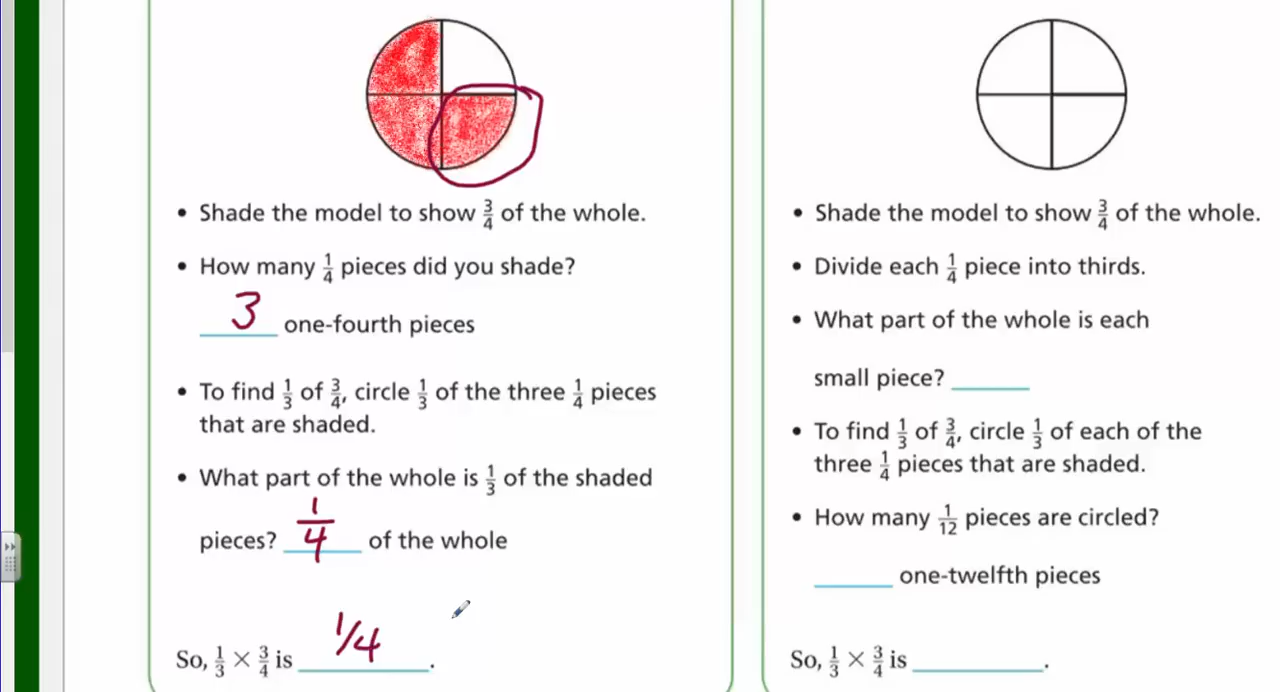 • Shade the model to show 3/4 of the whole.
• How many 1/4 pieces did you shade?
3 one-fourth pieces
• To find 1/3 of 3/4, circle 1/3 of the three 1/4 pieces
that are shaded.
• What part of the whole is 1/3 of the shaded
pieces? 1/4 of the whole
So, 1/3 × 3/4 is 1/4.
• Shade the model to show 3/4 of the whole.
• Divide each 1/4 piece into thirds.
• What part of the whole is each
small piece? ______
• To find 1/3 of 3/4, circle 1/3 of each of the
three 1/4 pieces that are shaded.
• How many 1/12 pieces are circled?
______ one-twelfth pieces
So, 1/3 × 3/4 is ______.